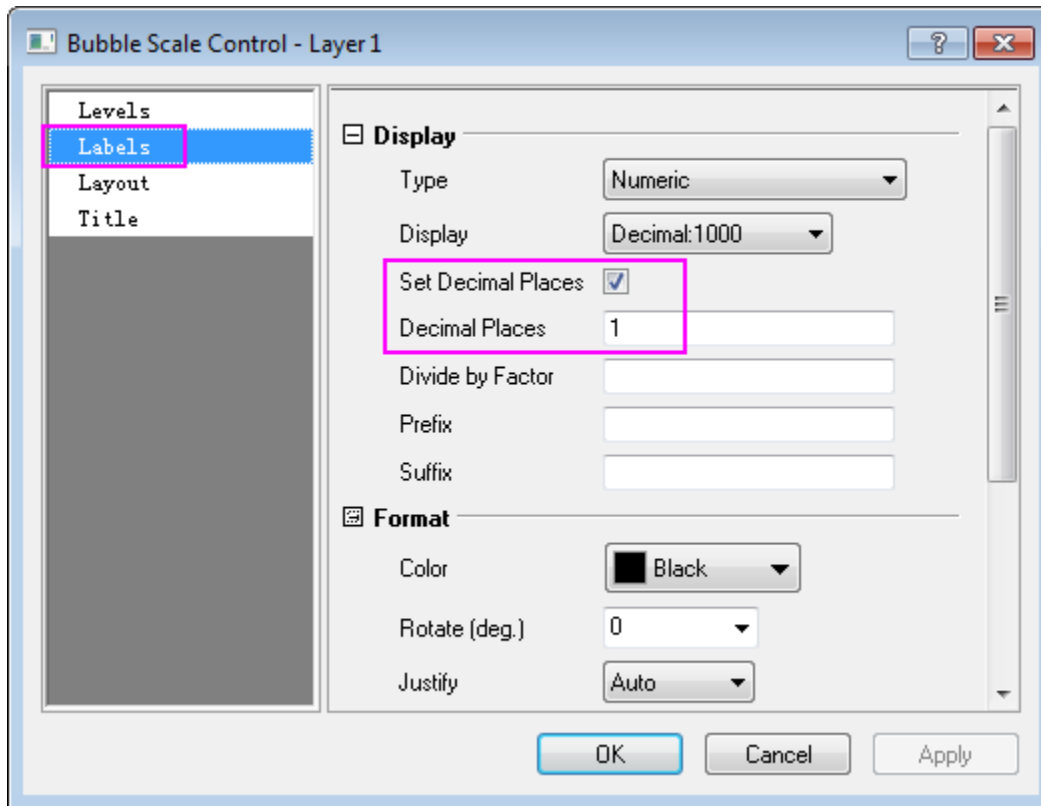 Bubble Scale Control - Layer 1
Levels
Labels
Layout
Title
Display
Type Numeric
Display Decimal:1000
Set Decimal Places
Decimal Places 1
Divide by Factor
Prefix
Suffix
Format
Color Black
Rotate (deg.) 0
Justify Auto
OK Cancel Apply